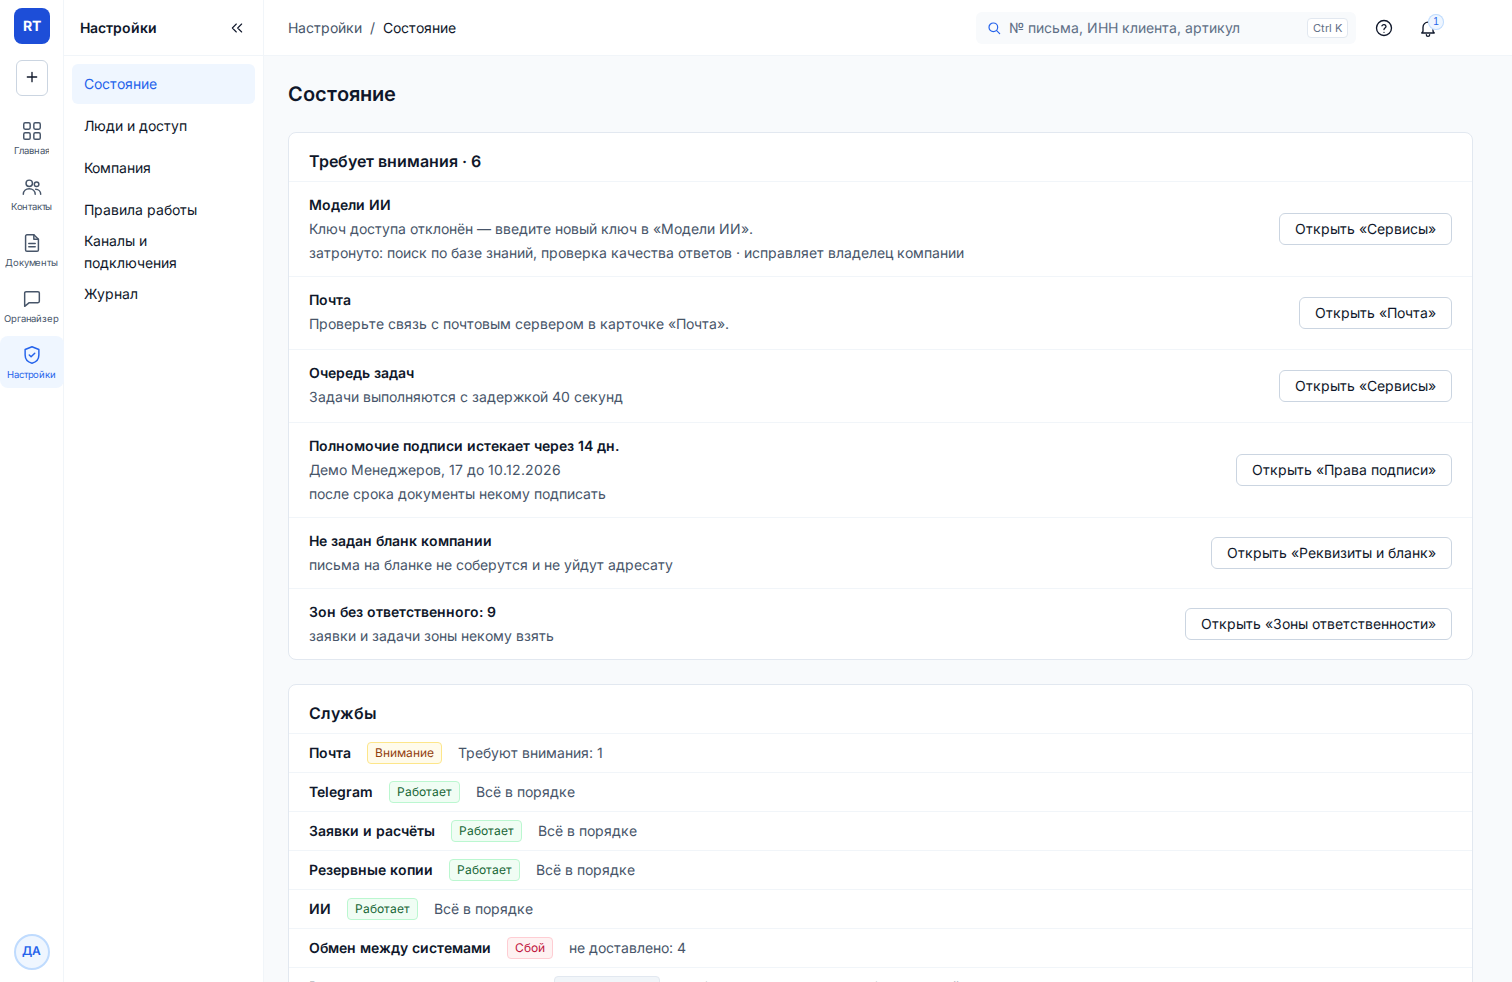 RT
Настройки
Настройки / Состояние
№ письма, ИНН клиента, артикул
Ctrl K
1
Главная
Контакты
Документы
Органайзер
Настройки
ДА
Состояние
Люди и доступ
Компания
Правила работы
Каналы и
подключения
Журнал
Состояние
Требует внимания · 6
Модели ИИ
Ключ доступа отклонён — введите новый ключ в «Модели ИИ».
затронуто: поиск по базе знаний, проверка качества ответов · исправляет владелец компании
Открыть «Сервисы»
Почта
Проверьте связь с почтовым сервером в карточке «Почта».
Открыть «Почта»
Очередь задач
Задачи выполняются с задержкой 40 секунд
Открыть «Сервисы»
Полномочие подписи истекает через 14 дн.
Демо Менеджеров, 17 до 10.12.2026
после срока документы некому подписать
Открыть «Права подписи»
Не задан бланк компании
письма на бланке не соберутся и не уйдут адресату
Открыть «Реквизиты и бланк»
Зон без ответственного: 9
заявки и задачи зоны некому взять
Открыть «Зоны ответственности»
Службы
Почта Внимание Требуют внимания: 1
Telegram Работает Всё в порядке
Заявки и расчёты Работает Всё в порядке
Резервные копии Работает Всё в порядке
ИИ Работает Всё в порядке
Обмен между системами Сбой не доставлено: 4